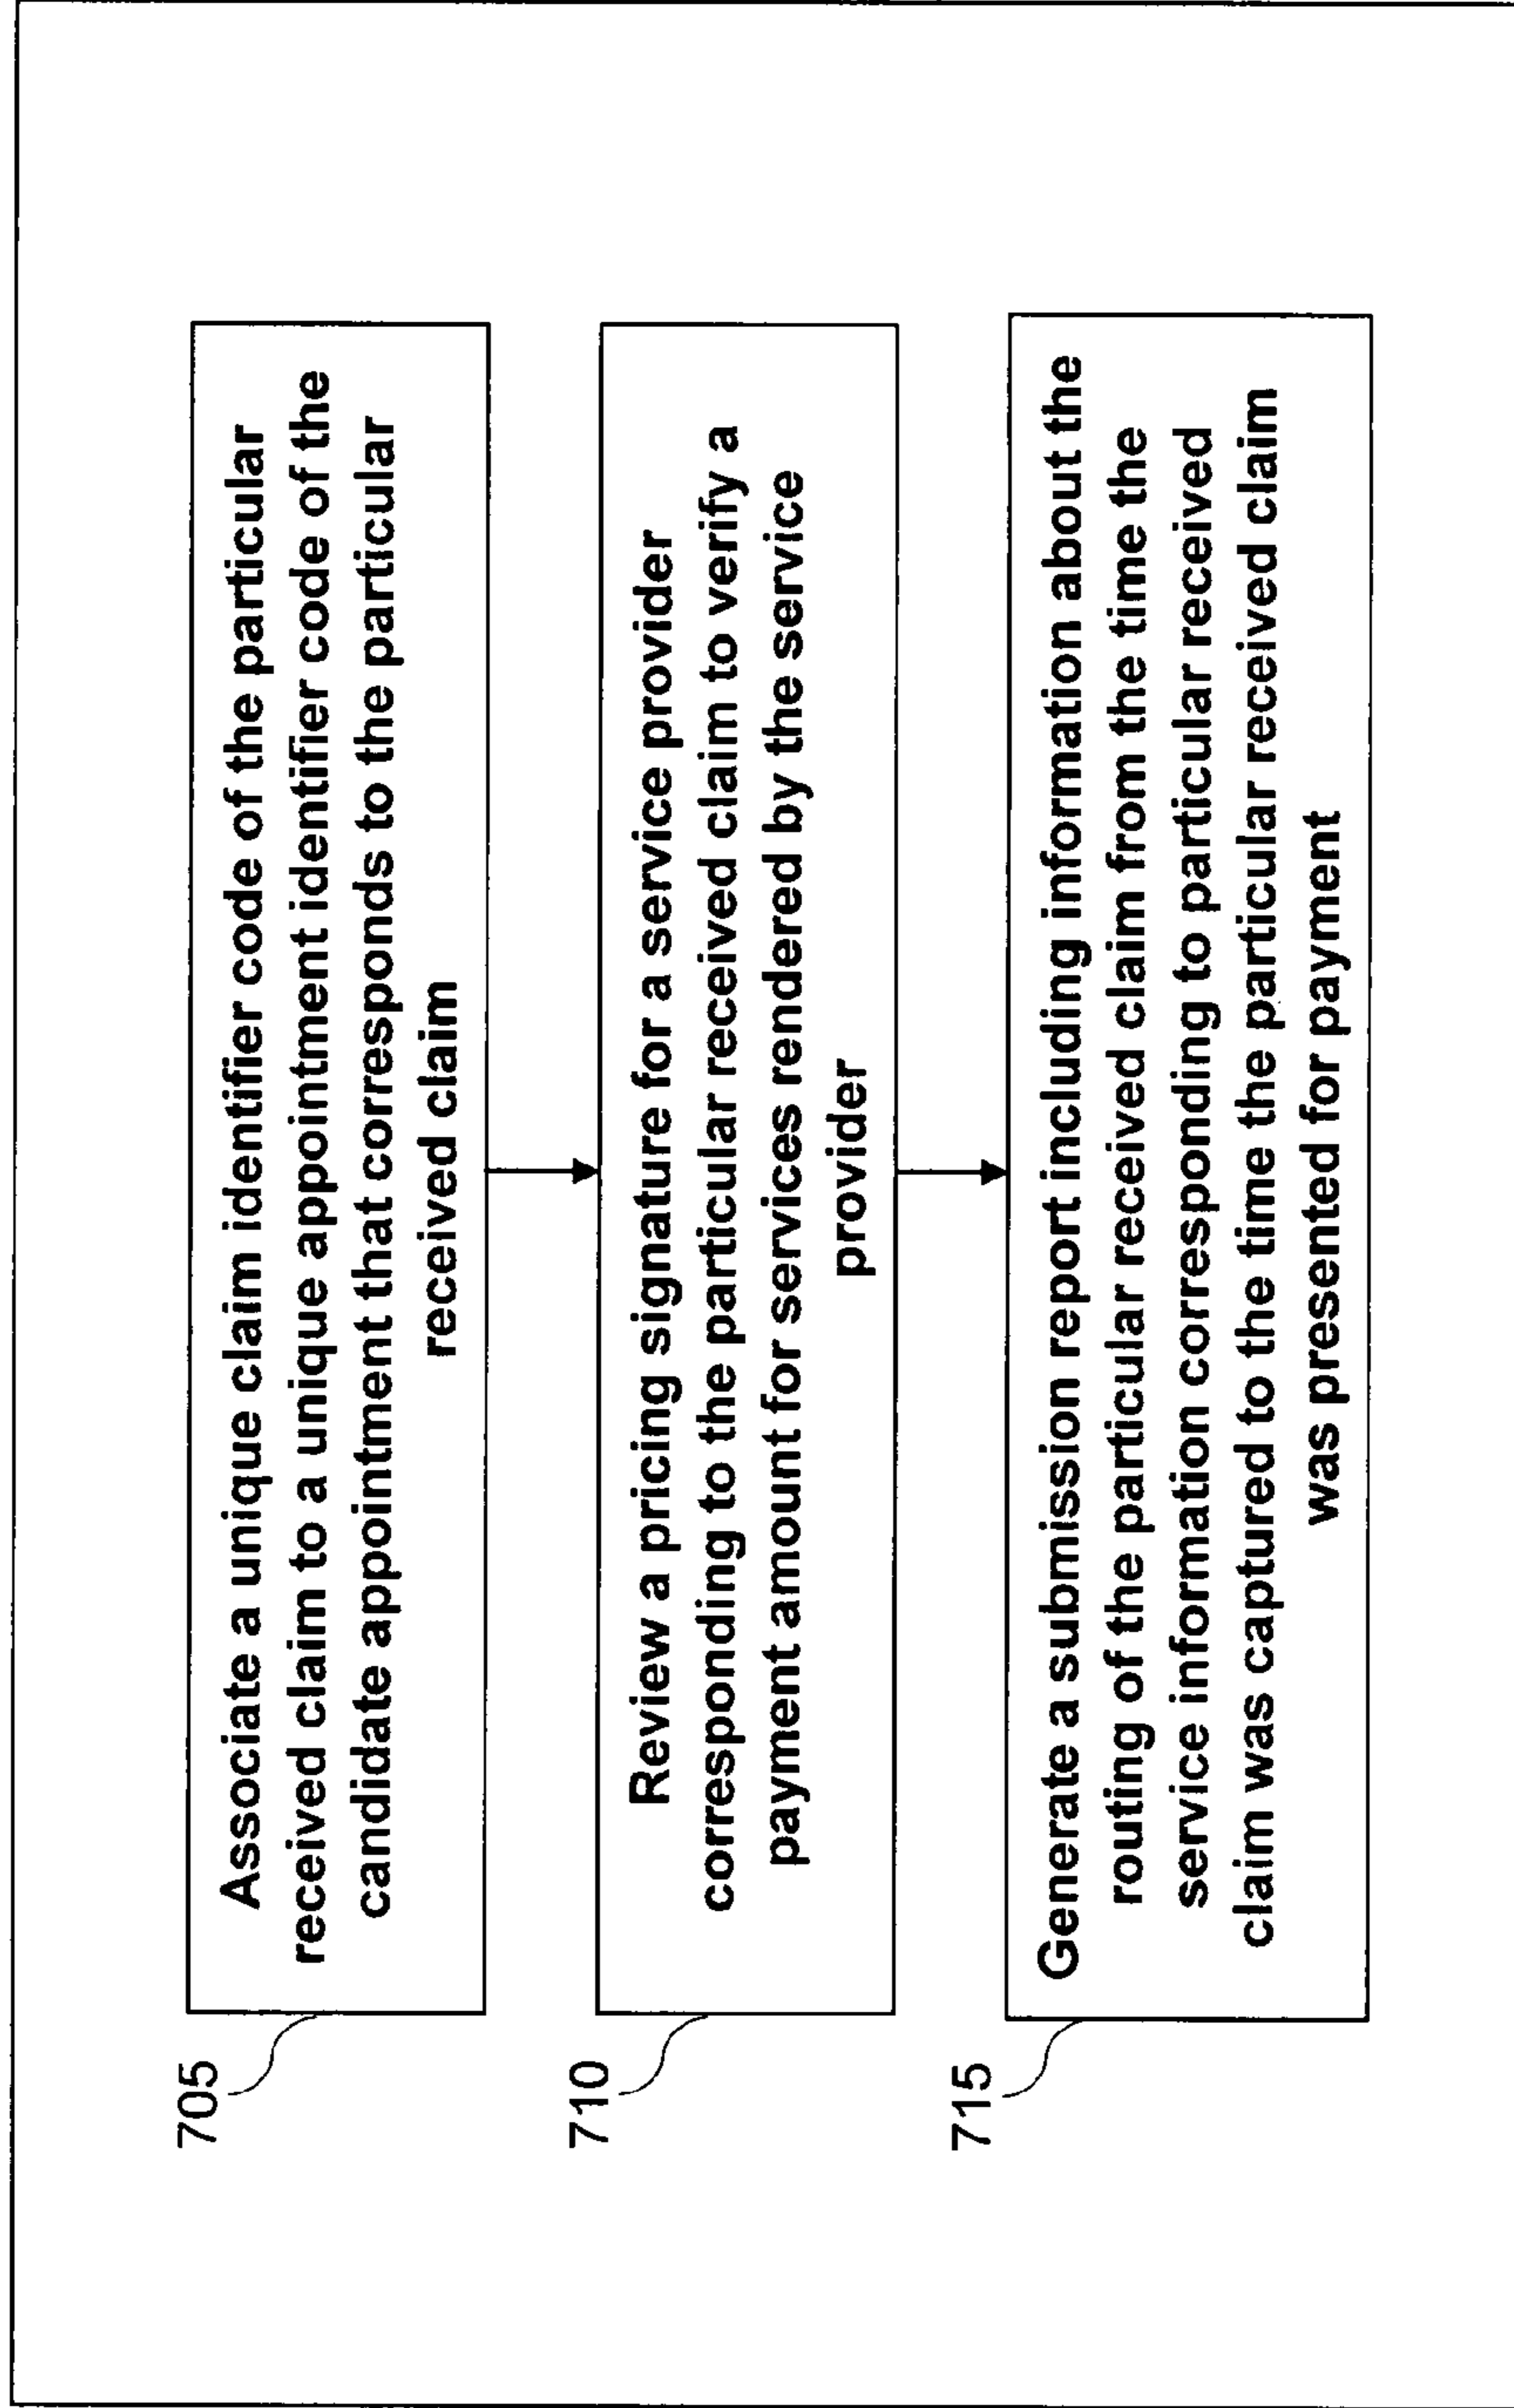 705
Associate a unique claim identifier code of the particular
received claim to a unique appointment identifier code of the
candidate appointment that corresponds to the particular
received claim
710
Review a pricing signature for a service provider
corresponding to the particular received claim to verify a
payment amount for services rendered by the service
provider
715
Generate a submission report including information about the
routing of the particular received claim from the time the
service information corresponding to particular received
claim was captured to the time the particular received claim
was presented for payment